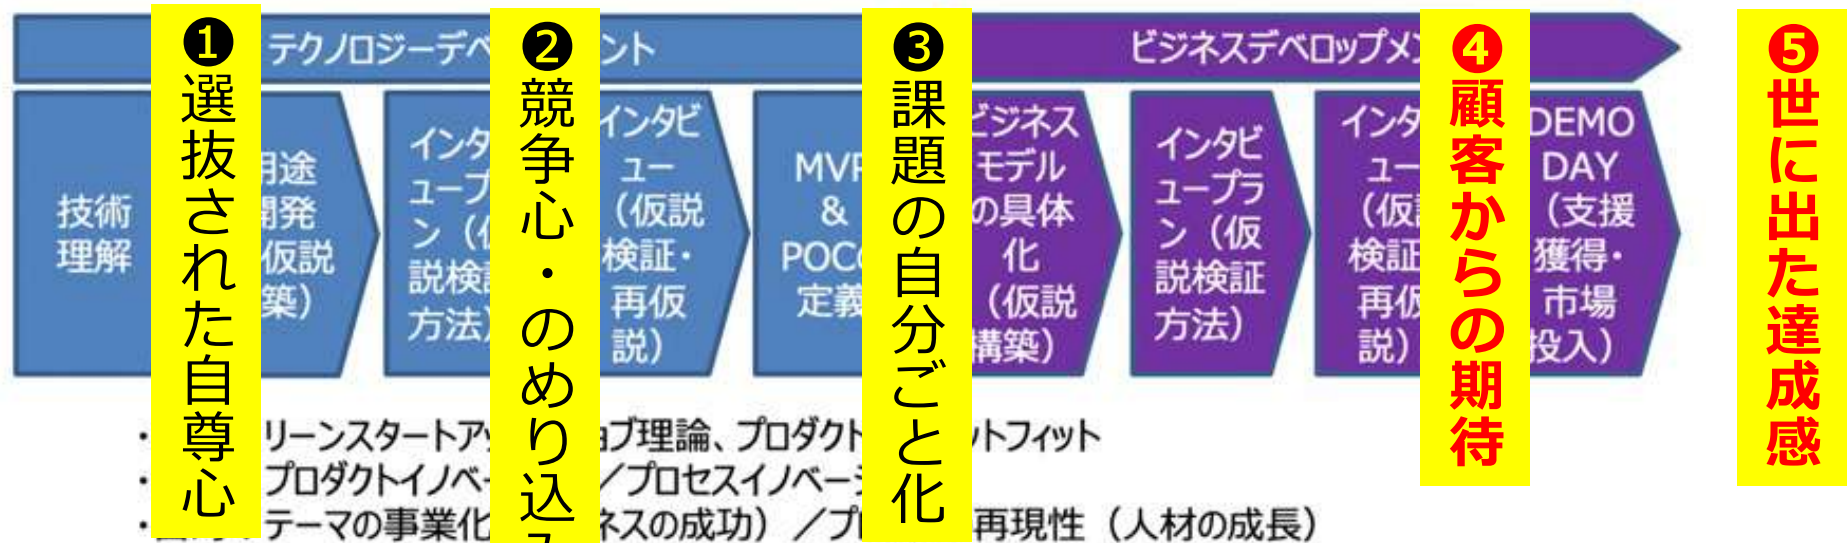 テクノロジーデベ
ント
ビジネスデベロップメン
技術
理解
用途
開発
仮説
築）
インタ
ュープ
ン（仮
説検証
方法）
インタビ
ュー
（仮説
検証・
再仮
説）
MVP
&
POC
定義
ビジネス
モデル
の具体
化
（仮説
構築）
インタビ
ュープラ
ン（仮
説検証
方法）
インタ
ュー
（仮説
検証
再仮
説）
DEMO
DAY
（支援
獲得・
市場
投入）
❶選抜された自尊心
❷競争心・のめり込み
❸課題の自分ごと化
❹顧客からの期待
❺世に出た達成感
・リーンスタートアッ ョブ理論、プロダクト ットフィット
・プロダクトイノベー ／プロセスイノベーシ
・ テーマの事業化 ネスの成功）／プ 再現性（人材の成長）